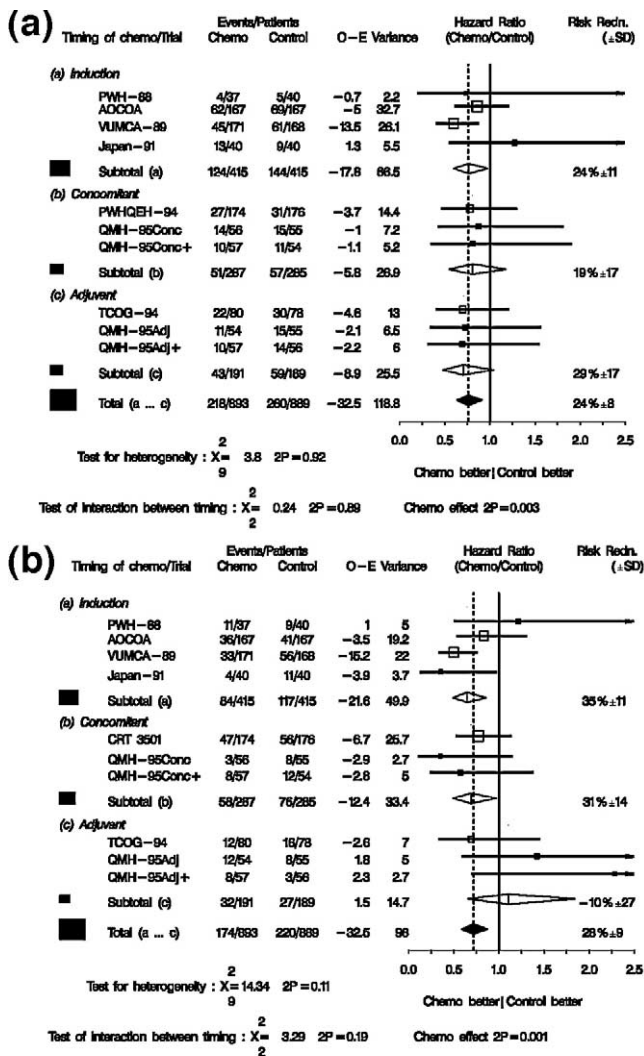 (a)
Events/Patients Hazard Ratio Risk Redn.
Timing of chemo/Trial Chemo Control O−E Variance (Chemo/Control) (±SD)
(a) Induction
PWH−88 4/37 5/40 −0.7 2.2
AOCOA 62/167 69/167 −5 32.7
VUMCA−89 45/171 61/168 −13.5 26.1
Japan−91 13/40 9/40 1.3 5.5
Subtotal (a) 124/415 144/415 −17.8 66.5 24%±11
(b) Concomitant
PWHQEH−94 27/174 31/176 −3.7 14.4
QMH−95Conc 14/56 15/55 −1 7.2
QMH−95Conc+ 10/57 11/54 −1.1 5.2
Subtotal (b) 51/287 57/285 −5.8 26.9 19%±17
(c) Adjuvant
TCOG−94 22/80 30/78 −4.6 13
QMH−95Adj 11/54 15/55 −2.1 6.5
QMH−95Adj+ 10/57 14/56 −2.2 6
Subtotal (c) 43/191 59/189 −8.9 25.5 29%±17
Total (a ... c) 218/893 260/889 −32.5 118.8 24%±8
0.0 0.5 1.0 1.5 2.0 2.5
2
Test for heterogeneity : X= 3.8 2P=0.92 Chemo better | Control better
9
2
Test of interaction between timing : X= 0.24 2P=0.89 Chemo effect 2P=0.003
2
(b)
Events/Patients Hazard Ratio Risk Redn.
Timing of chemo/Trial Chemo Control O−E Variance (Chemo/Control) (±SD)
(a) Induction
PWH−88 11/37 9/40 1 5
AOCOA 36/167 41/167 −3.5 19.2
VUMCA−89 33/171 56/168 −15.2 22
Japan−91 4/40 11/40 −3.9 3.7
Subtotal (a) 84/415 117/415 −21.6 49.9 35%±11
(b) Concomitant
CRT 3501 47/174 56/176 −6.7 25.7
QMH−95Conc 3/56 8/55 −2.9 2.7
QMH−95Conc+ 8/57 12/54 −2.8 5
Subtotal (b) 58/287 76/285 −12.4 33.4 31%±14
(c) Adjuvant
TCOG−94 12/80 16/78 −2.6 7
QMH−95Adj 12/54 8/55 1.8 5
QMH−95Adj+ 8/57 3/56 2.3 2.7
Subtotal (c) 32/191 27/189 1.5 14.7 −10%±27
Total (a ... c) 174/893 220/889 −32.5 98 28%±9
0.0 0.5 1.0 1.5 2.0 2.5
2
Test for heterogeneity : X= 14.34 2P=0.11 Chemo better | Control better
9
2
Test of interaction between timing : X= 3.29 2P=0.19 Chemo effect 2P=0.001
2